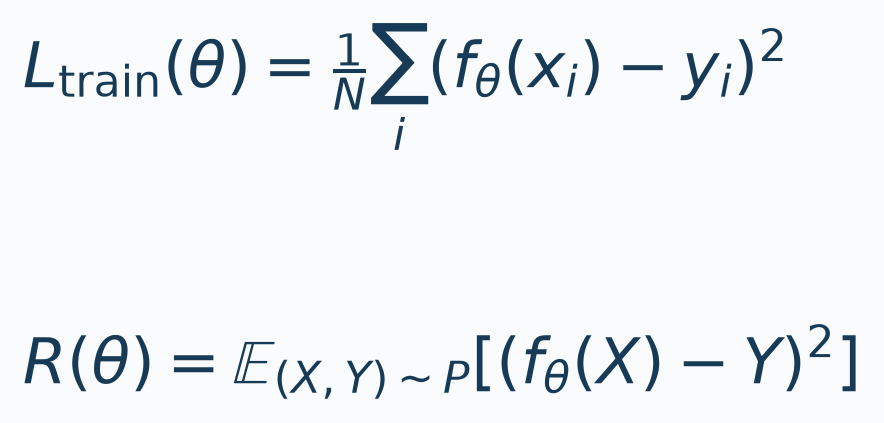 L_train(θ) = 1/N ∑_i (f_θ(x_i) − y_i)²
R(θ) = 𝔼_(X, Y) ~ P[(f_θ(X) − Y)²]